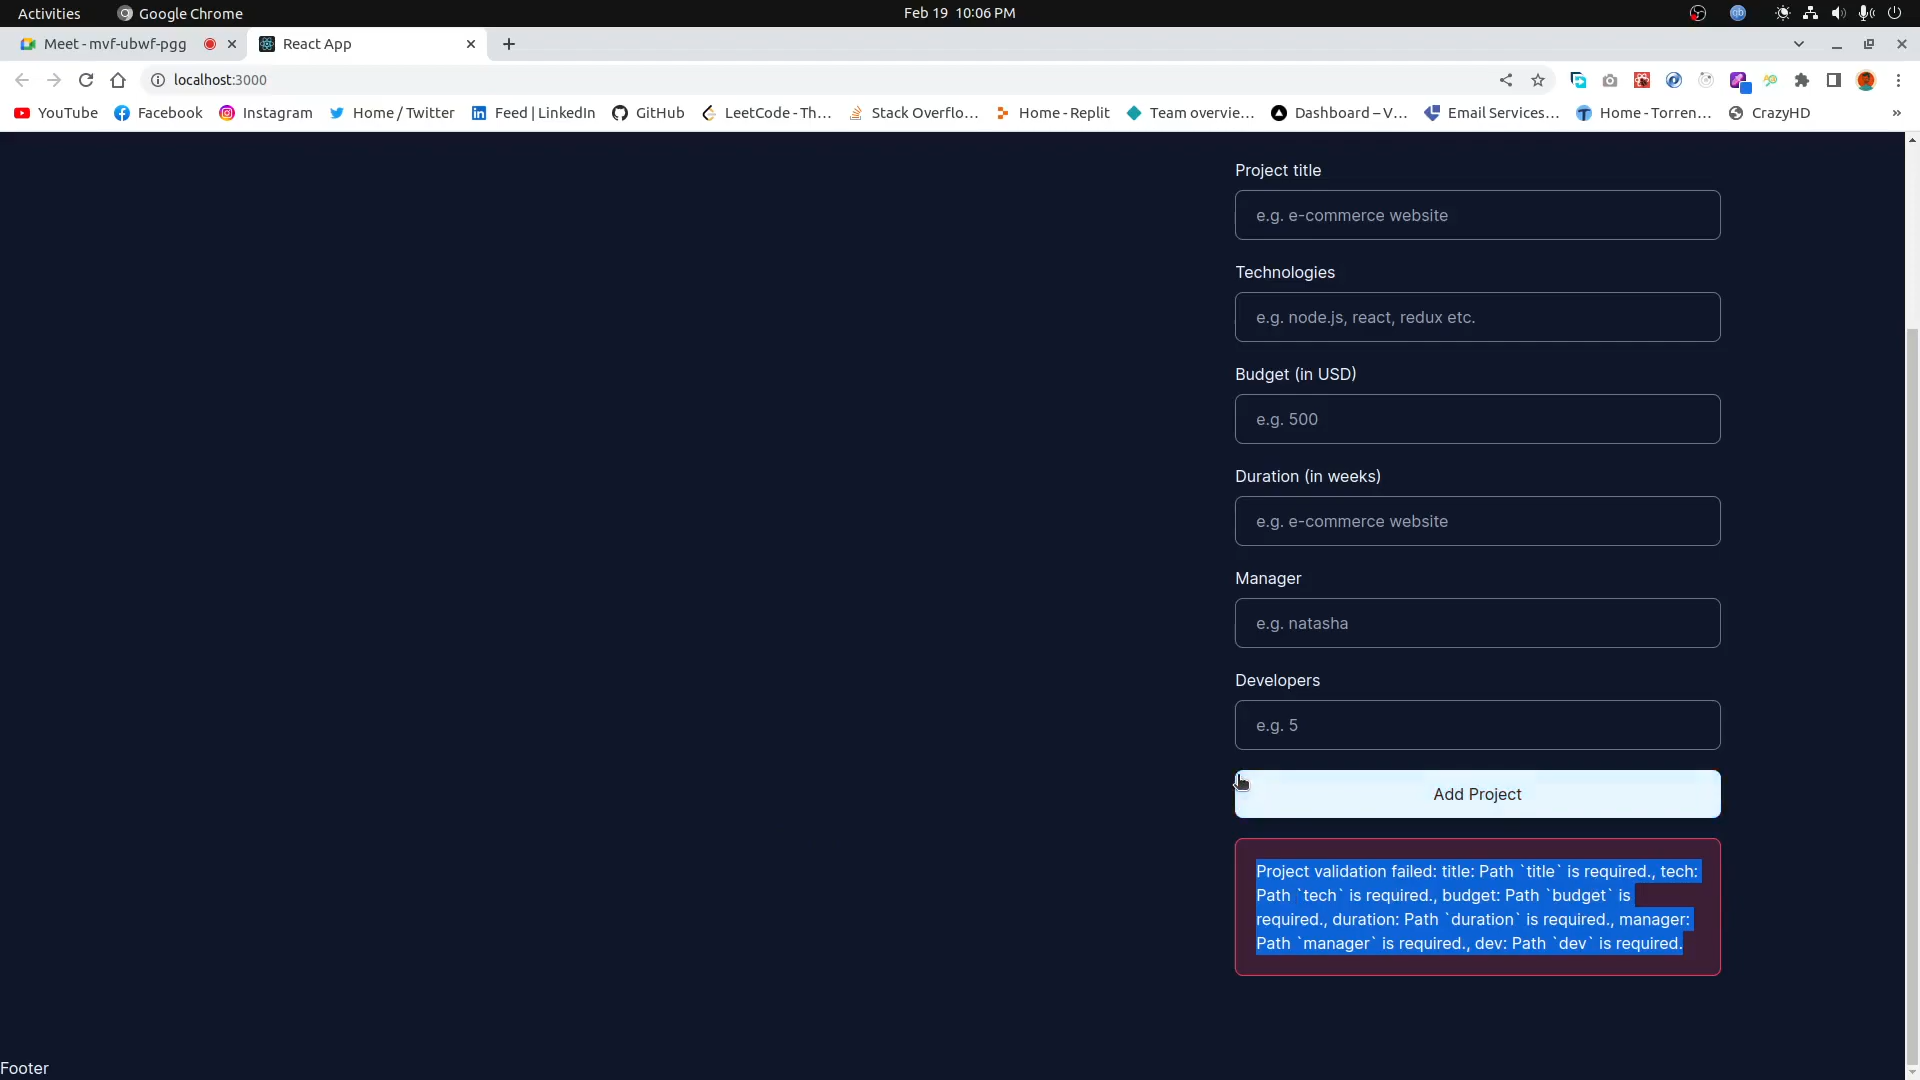 Activities
Google Chrome
Feb 19 10:06 PM
Meet - mvf-ubwf-pgg
React App
localhost:3000
YouTube
Facebook
Instagram
Home / Twitter
Feed | LinkedIn
GitHub
LeetCode - Th...
Stack Overflo...
Home - Replit
Team overvie...
Dashboard – V...
Email Services...
Home - Torren...
CrazyHD
»
Project title
e.g. e-commerce website
Technologies
e.g. node.js, react, redux etc.
Budget (in USD)
e.g. 500
Duration (in weeks)
e.g. e-commerce website
Manager
e.g. natasha
Developers
e.g. 5
Add Project
Project validation failed: title: Path `title` is required., tech:
Path `tech` is required., budget: Path `budget` is
required., duration: Path `duration` is required., manager:
Path `manager` is required., dev: Path `dev` is required.
Footer